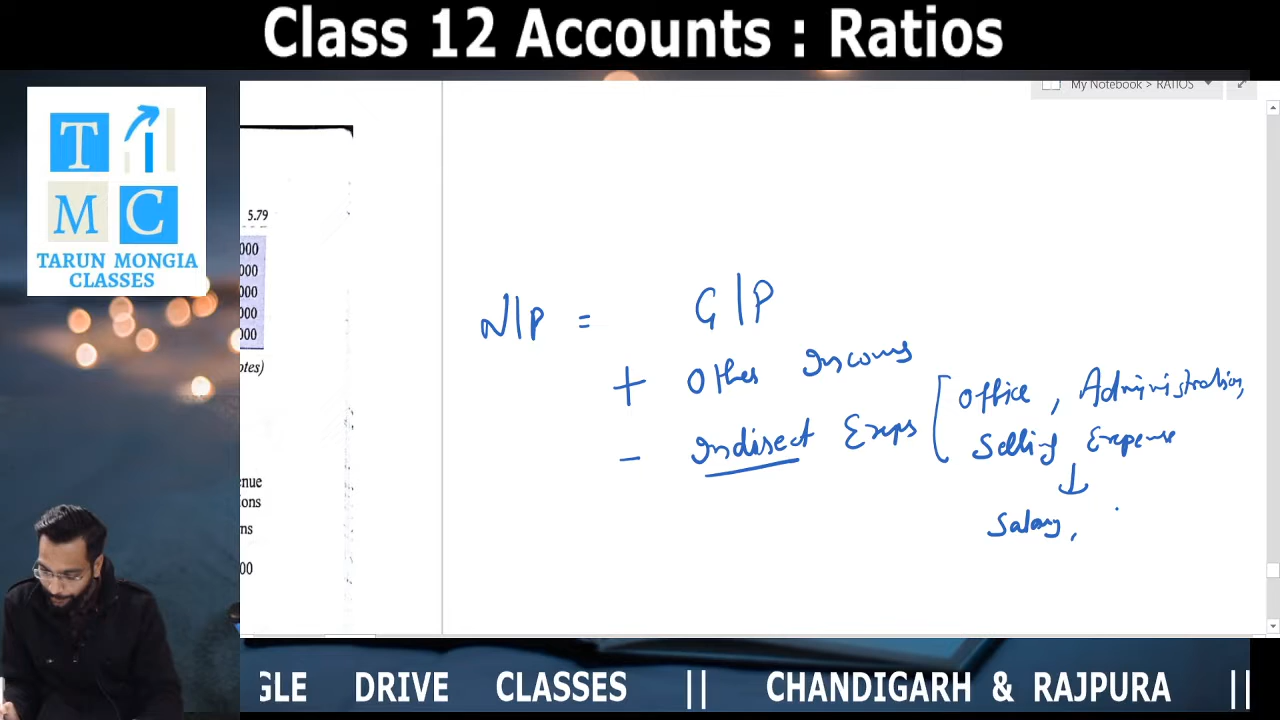 Class 12 Accounts : Ratios
My Notebook > RATIOS
T
M C
TARUN MONGIA
CLASSES
5.79
000
000
000
000
000
otes)
enue
ions
ns
00
N/P = G/P
+ Other Incomes
- Indirect Exps [ Office, Administration,
Selling Expense
↓
Salary,
GLE DRIVE CLASSES || CHANDIGARH & RAJPURA ||